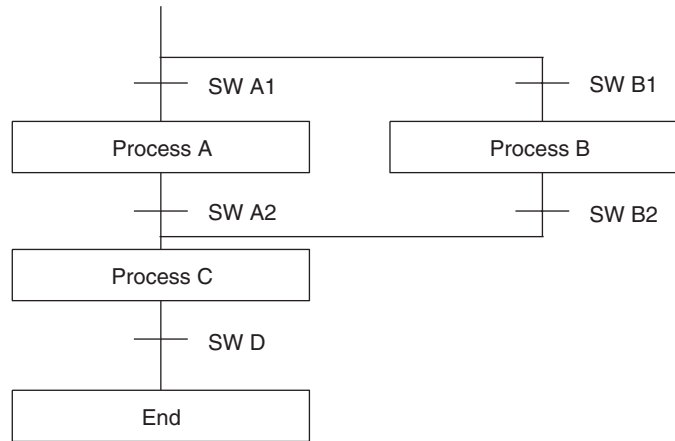 SW A1
SW B1
Process A
Process B
SW A2
SW B2
Process C
SW D
End